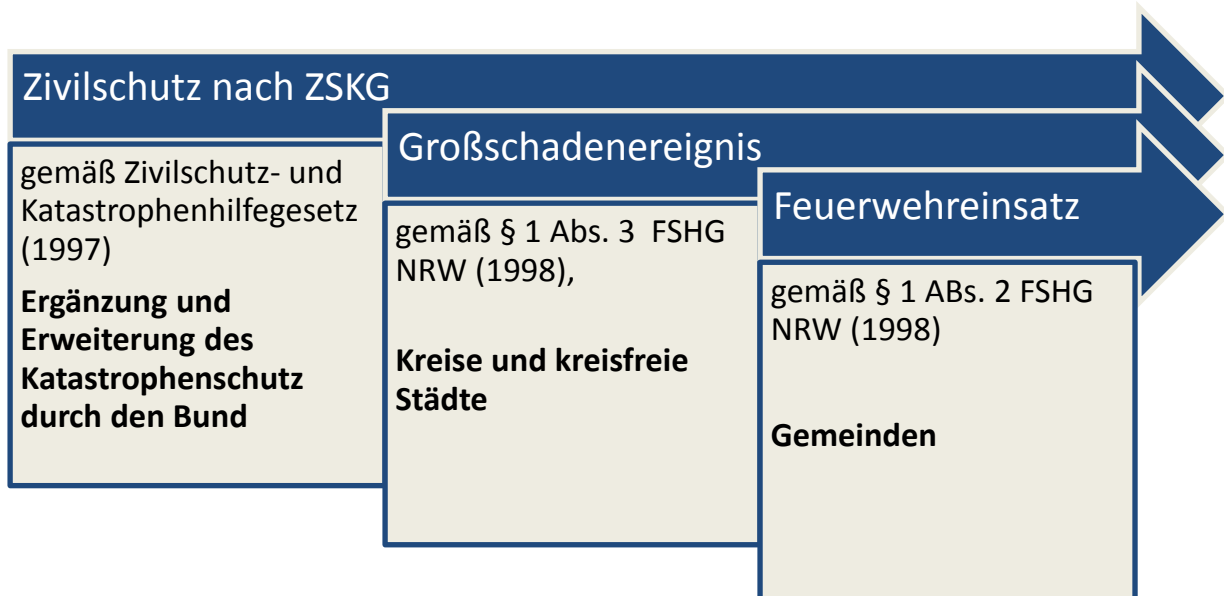 Zivilschutz nach ZSKG
gemäß Zivilschutz- und
Katastrophenhilfegesetz
(1997)
Ergänzung und
Erweiterung des
Katastrophenschutz
durch den Bund
Großschadenereignis
gemäß § 1 Abs. 3 FSHG
NRW (1998),
Kreise und kreisfreie
Städte
Feuerwehreinsatz
gemäß § 1 ABs. 2 FSHG
NRW (1998)
Gemeinden